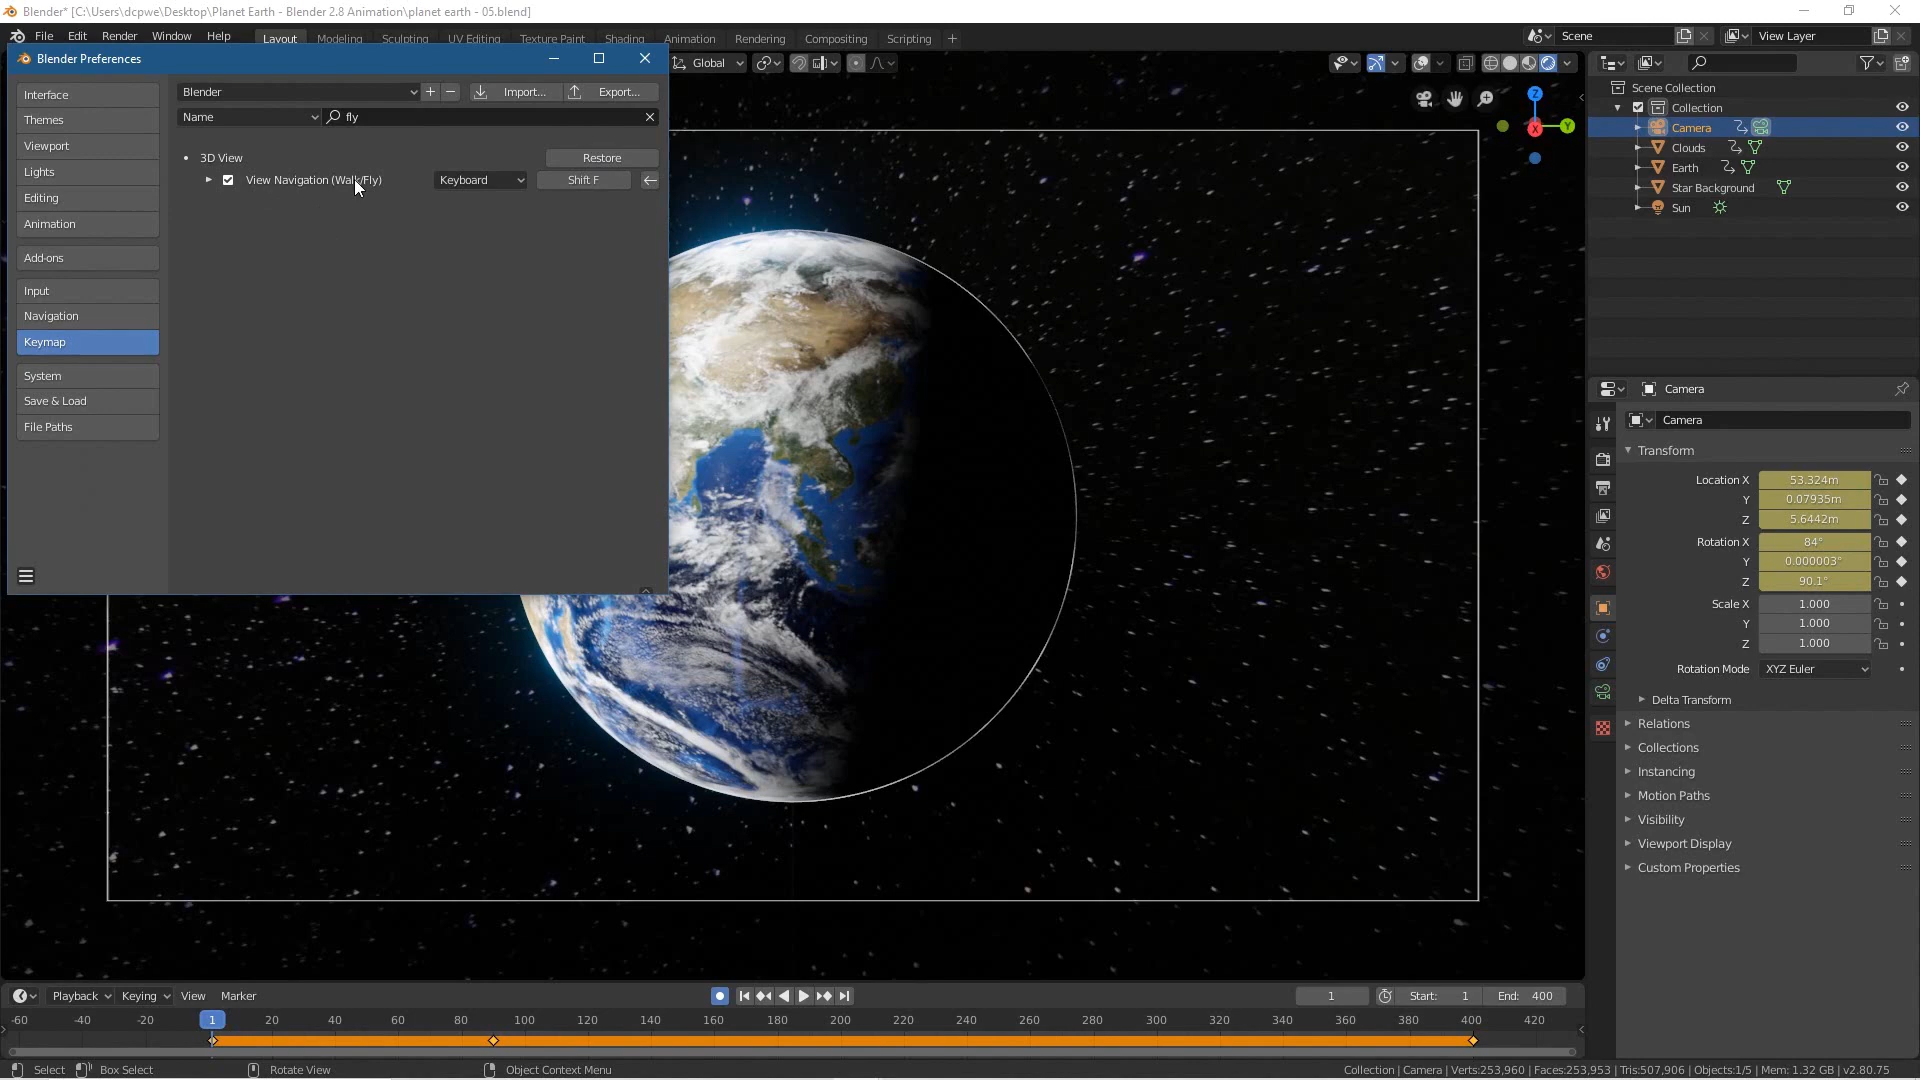 Blender* [C:\Users\dcpwe\Desktop\Planet Earth - Blender 2.8 Animation\planet earth - 05.blend]
File Edit Render Window Help Layout Modeling Sculpting UV Editing Texture Paint Shading Animation Rendering Compositing Scripting Scene View Layer
Blender Preferences
Global
Interface
Themes
Viewport
Lights
Editing
Animation
Add-ons
Input
Navigation
Keymap
System
Save & Load
File Paths
Blender Import... Export...
Name fly
3D View Restore
View Navigation (Walk/Fly) Keyboard Shift F
Z
X
Y
Scene Collection
Collection
Camera
Clouds
Earth
Star Background
Sun
Camera
Camera
Transform
Location X 53.324m
Y 0.07935m
Z 5.6442m
Rotation X 84°
Y 0.000003°
Z 90.1°
Scale X 1.000
Y 1.000
Z 1.000
Rotation Mode XYZ Euler
Delta Transform
Relations
Collections
Instancing
Motion Paths
Visibility
Viewport Display
Custom Properties
Playback Keying View Marker 1 Start: 1 End: 400
-60 -40 -20 1 20 40 60 80 100 120 140 160 180 200 220 240 260 280 300 320 340 360 380 400 420
Select Box Select Rotate View Object Context Menu Collection | Camera | Verts:253,960 | Faces:253,953 | Tris:507,906 | Objects:1/5 | Mem: 1.32 GB | v2.80.75